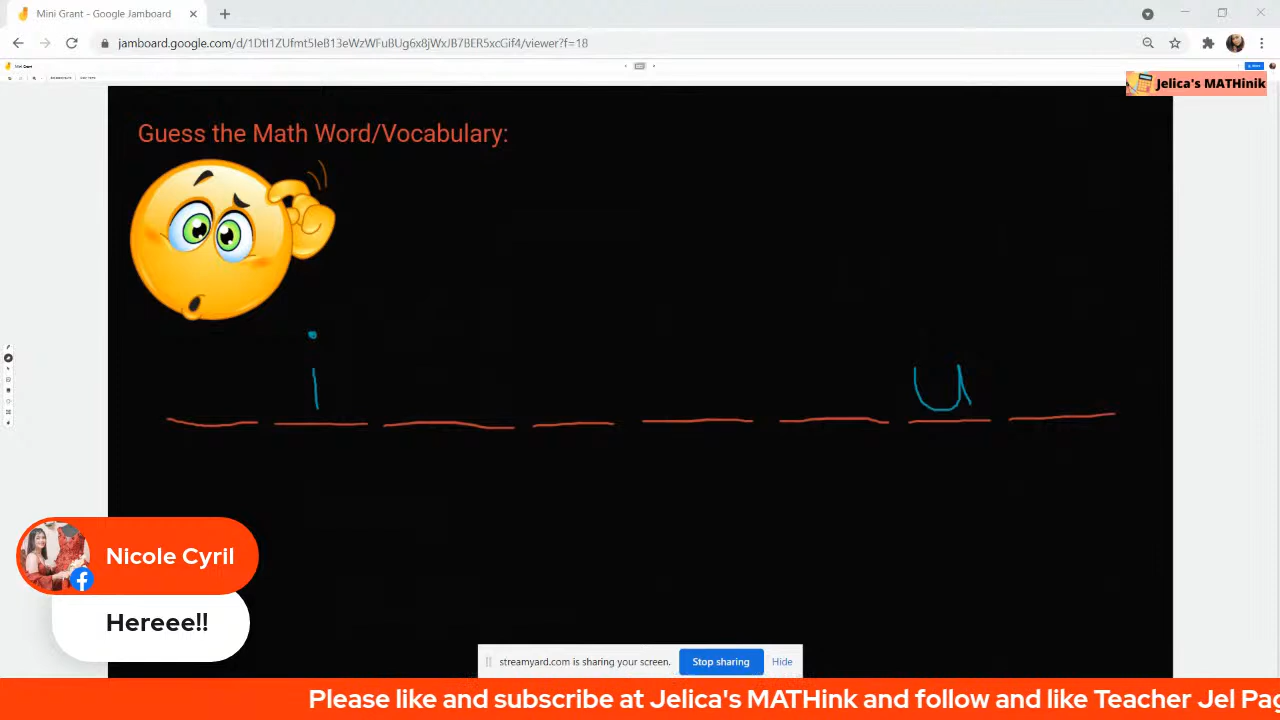 Mini Grant - Google Jamboard
jamboard.google.com/d/1DtI1ZUfmt5IeB13eWzWFuBUg6x8jWxJB7BER5xcGif4/viewer?f=18
Jelica's MATHinik
Guess the Math Word/Vocabulary:
i u
Nicole Cyril
Hereee!!
streamyard.com is sharing your screen. Stop sharing Hide
Please like and subscribe at Jelica's MATHink and follow and like Teacher Jel Pag